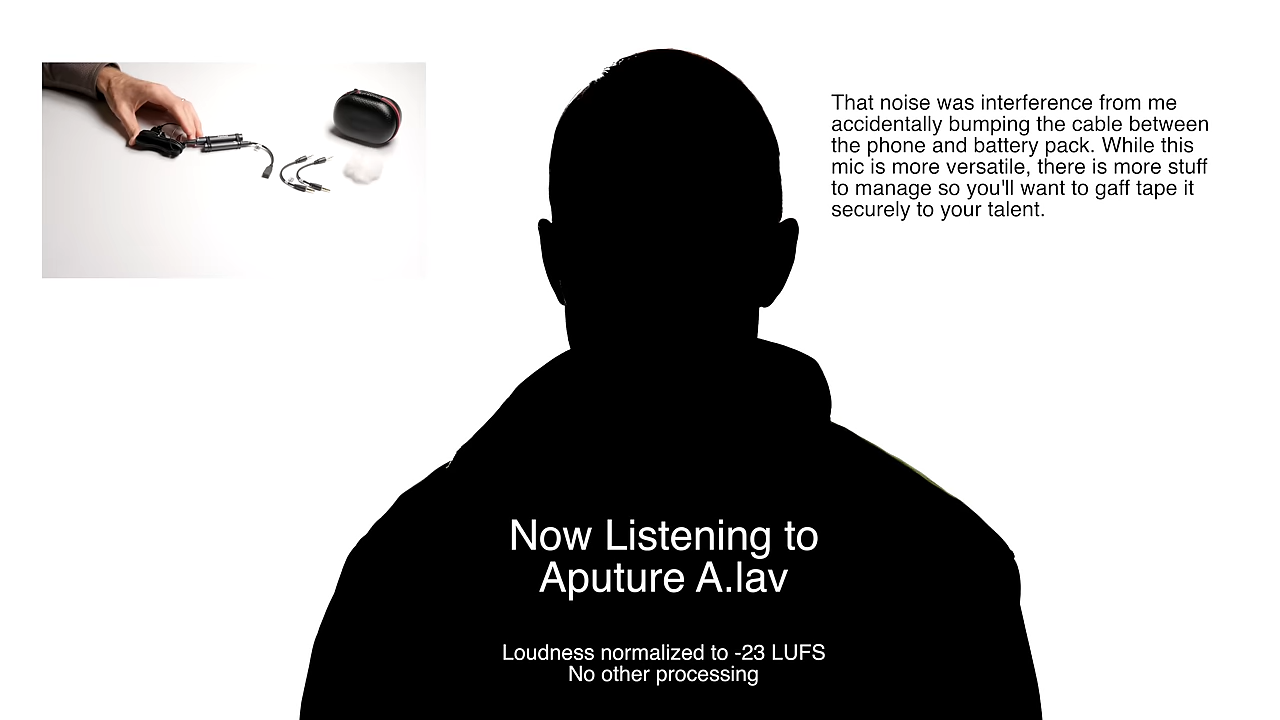 That noise was interference from me
accidentally bumping the cable between
the phone and battery pack. While this
mic is more versatile, there is more stuff
to manage so you'll want to gaff tape it
securely to your talent.
Now Listening to
Aputure A.lav
Loudness normalized to -23 LUFS
No other processing